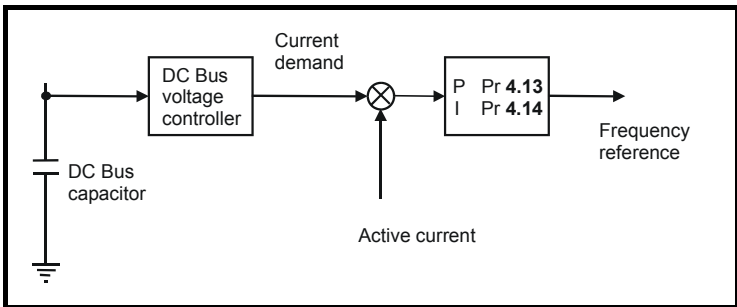 Current
demand
DC Bus
voltage
controller
P Pr 4.13
I Pr 4.14
Frequency
reference
DC Bus
capacitor
Active current